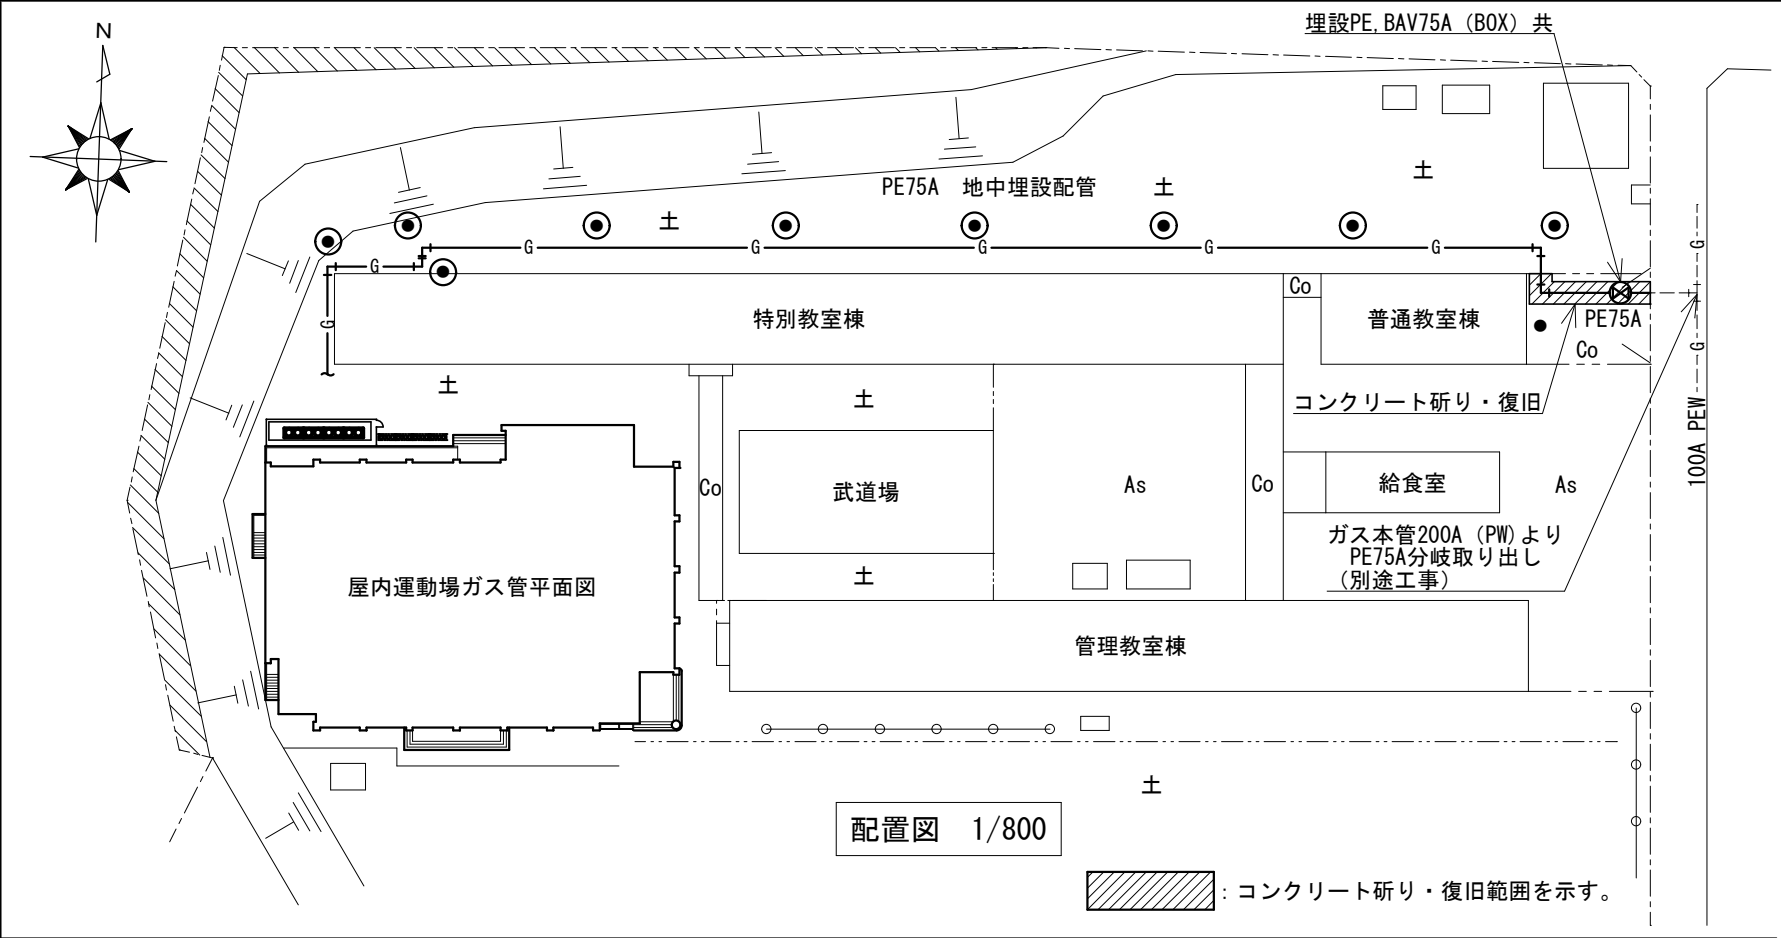 埋設PE,BAV75A (BOX) 共
N
土
PE75A 地中埋設配管
土
土
G
G
G
G
G
G
G
Co
特別教室棟
普通教室棟
G
PE75A
Co
G
土
土
コンクリート斫り・復旧
100A PEW
Co
武道場
As
Co
給食室
As
ガス本管200A (PW)より
PE75A分岐取り出し
(別途工事)
土
屋内運動場ガス管平面図
管理教室棟
土
配置図 1/800
:コンクリート斫り・復旧範囲を示す。